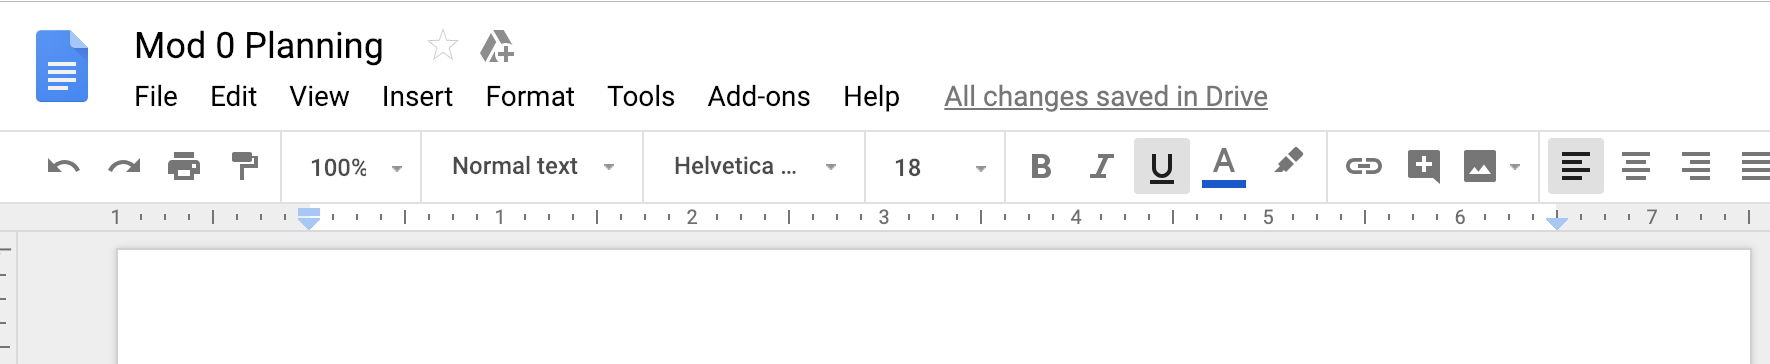 Mod 0 Planning
File Edit View Insert Format Tools Add-ons Help All changes saved in Drive
100% Normal text Helvetica ... 18 B I U A
1 1 2 3 4 5 6 7